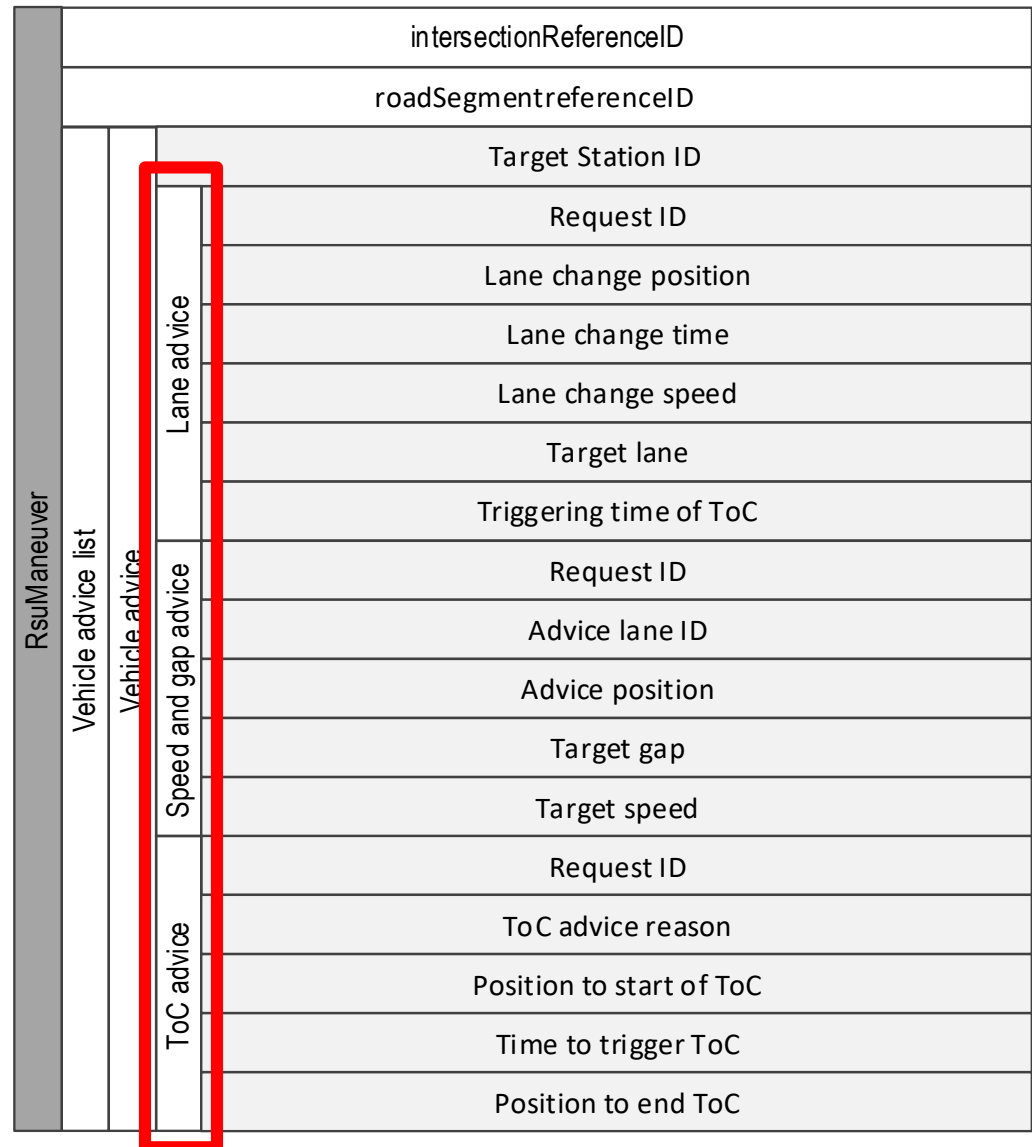 intersectionReferenceID
roadSegmentreferenceID
RsuManeuver
Vehicle advice list
Vehicle advice
Target Station ID
Lane advice
Request ID
Lane change position
Lane change time
Lane change speed
Target lane
Triggering time of ToC
Speed and gap advice
Request ID
Advice lane ID
Advice position
Target gap
Target speed
ToC advice
Request ID
ToC advice reason
Position to start of ToC
Time to trigger ToC
Position to end ToC